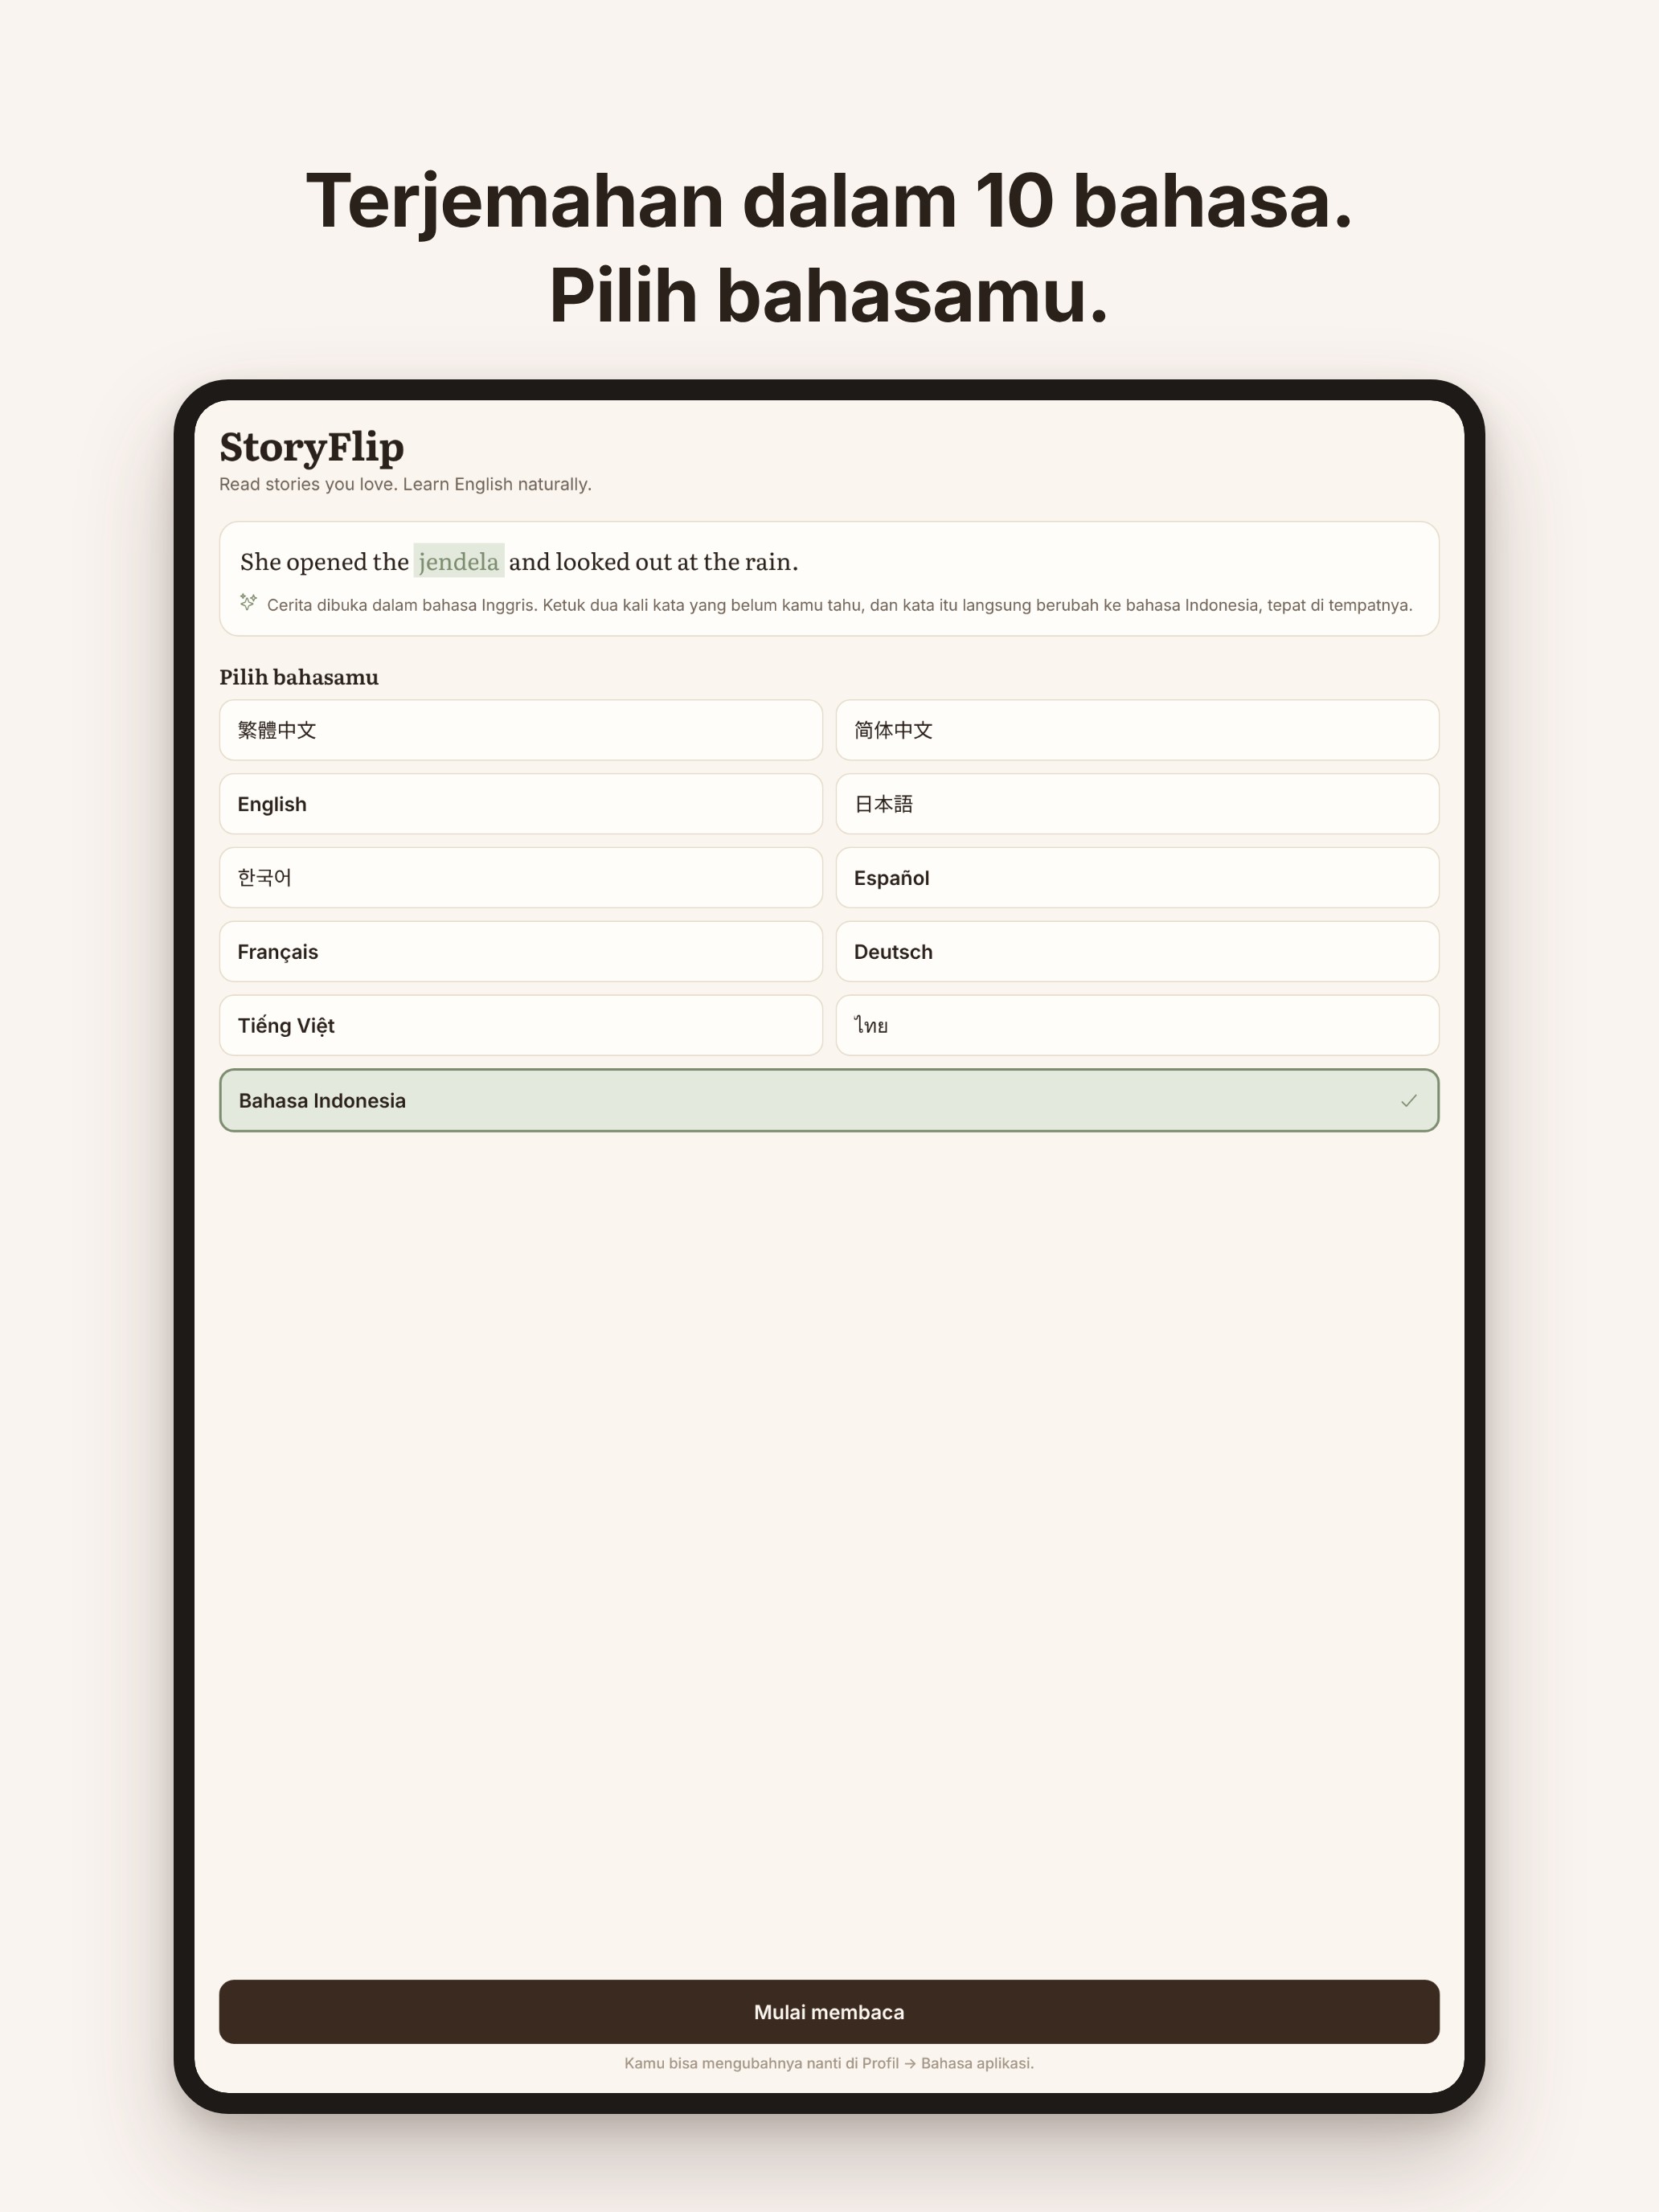 Terjemahan dalam 10 bahasa.
Pilih bahasamu.
StoryFlip
Read stories you love. Learn English naturally.
She opened the jendela and looked out at the rain.
Cerita dibuka dalam bahasa Inggris. Ketuk dua kali kata yang belum kamu tahu, dan kata itu langsung berubah ke bahasa Indonesia, tepat di tempatnya.
Pilih bahasamu
繁體中文
简体中文
English
日本語
한국어
Español
Français
Deutsch
Tiếng Việt
ไทย
Bahasa Indonesia
Mulai membaca
Kamu bisa mengubahnya nanti di Profil → Bahasa aplikasi.